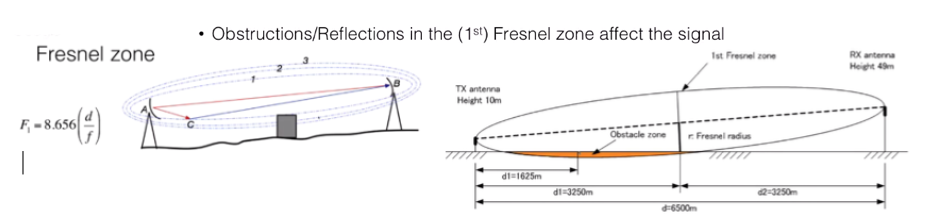 • Obstructions/Reflections in the (1st) Fresnel zone affect the signal
Fresnel zone
F₁ = 8.656(d/f)
1
2
3
A
B
C
1st Fresnel zone
RX antenna
Height 49m
TX antenna
Height 10m
Obstacle zone
r: Fresnel radius
d1=1625m
d1=3250m
d2=3250m
d=6500m